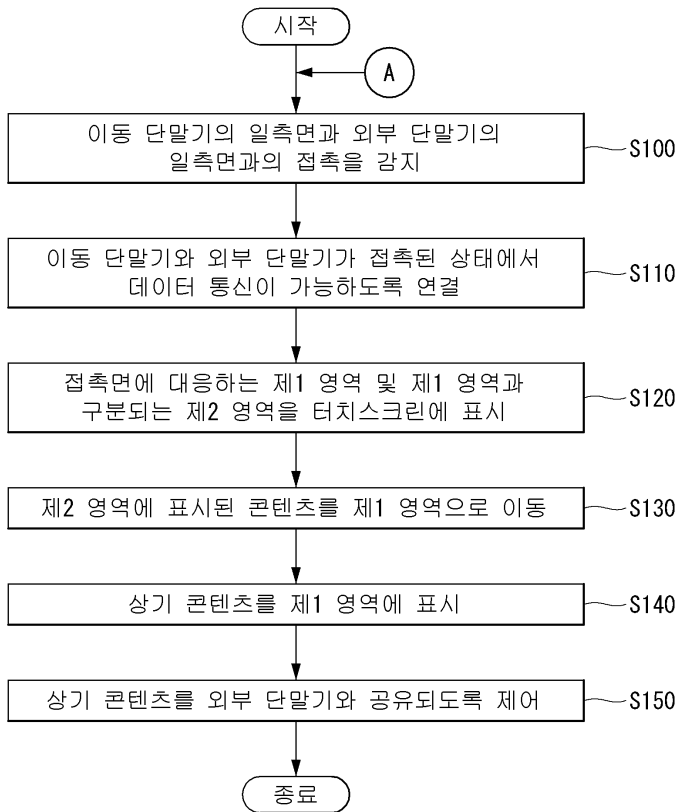 시작
A
이동 단말기의 일측면과 외부 단말기의
일측면과의 접촉을 감지
S100
이동 단말기와 외부 단말기가 접촉된 상태에서
데이터 통신이 가능하도록 연결
S110
접촉면에 대응하는 제1 영역 및 제1 영역과
구분되는 제2 영역을 터치스크린에 표시
S120
제2 영역에 표시된 콘텐츠를 제1 영역으로 이동
S130
상기 콘텐츠를 제1 영역에 표시
S140
상기 콘텐츠를 외부 단말기와 공유되도록 제어
S150
종료